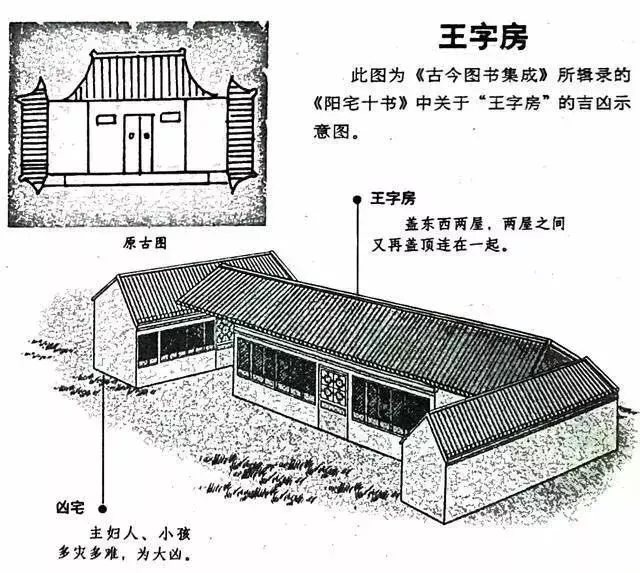 王字房
此图为《古今图书集成》所辑录的
《阳宅十书》中关于“王字房”的吉凶示
意图。
原古图
王字房
盖东西两屋，两屋之间
又再盖顶连在一起。
凶宅
主妇人、小孩
多灾多难，为大凶。